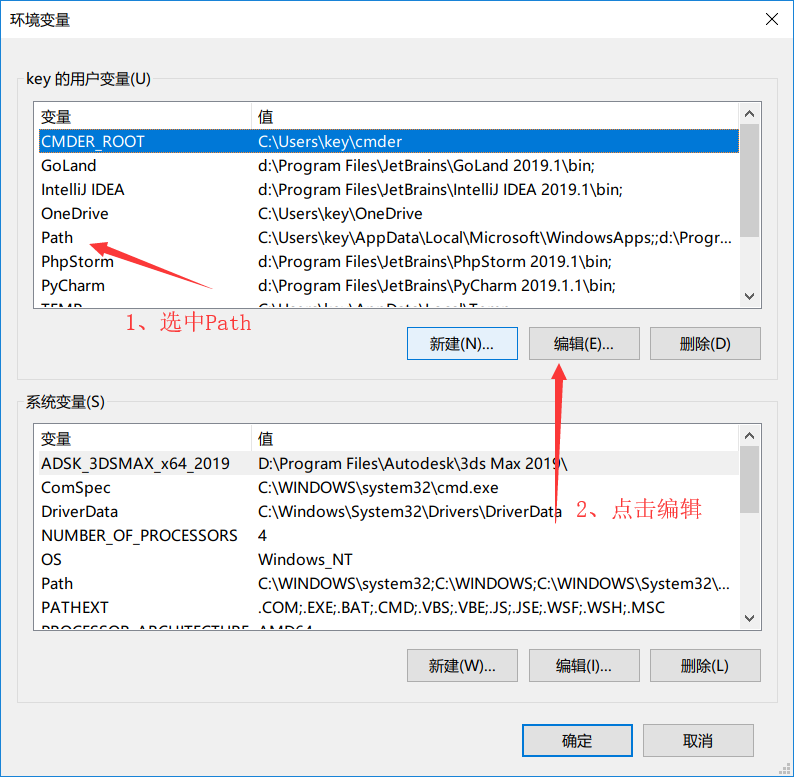 环境变量
key 的用户变量(U)
变量 值
CMDER_ROOT C:\Users\key\cmder
GoLand d:\Program Files\JetBrains\GoLand 2019.1\bin;
IntelliJ IDEA d:\Program Files\JetBrains\IntelliJ IDEA 2019.1\bin;
OneDrive C:\Users\key\OneDrive
Path C:\Users\key\AppData\Local\Microsoft\WindowsApps;;d:\Progr...
PhpStorm d:\Program Files\JetBrains\PhpStorm 2019.1\bin;
PyCharm d:\Program Files\JetBrains\PyCharm 2019.1.1\bin;
TEMP C:\Users\key\AppData\Local\Temp
1、选中Path
新建(N)... 编辑(E)... 删除(D)
系统变量(S)
变量 值
ADSK_3DSMAX_x64_2019 D:\Program Files\Autodesk\3ds Max 2019\
ComSpec C:\WINDOWS\system32\cmd.exe
DriverData C:\Windows\System32\Drivers\DriverData
2、点击编辑
NUMBER_OF_PROCESSORS 4
OS Windows_NT
Path C:\WINDOWS\system32;C:\WINDOWS;C:\WINDOWS\System32\...
PATHEXT .COM;.EXE;.BAT;.CMD;.VBS;.VBE;.JS;.JSE;.WSF;.WSH;.MSC
PROCESSOR_ARCHITECTURE AMD64
新建(W)... 编辑(I)... 删除(L)
确定 取消